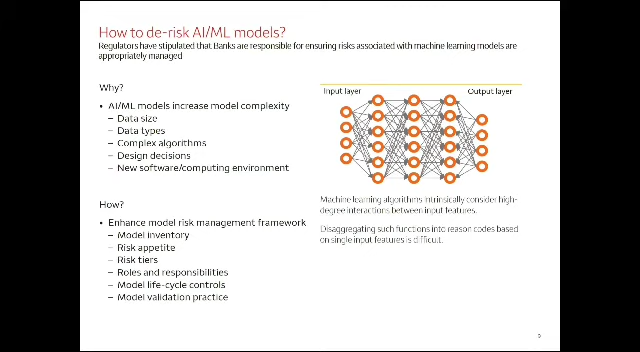 How to de-risk AI/ML models?
Regulators have stipulated that Banks are responsible for ensuring risks associated with machine learning models are
appropriately managed
Why?
• AI/ML models increase model complexity
– Data size
– Data types
– Complex algorithms
– Design decisions
– New software/computing environment
How?
• Enhance model risk management framework
– Model inventory
– Risk appetite
– Risk tiers
– Roles and responsibilities
– Model life-cycle controls
– Model validation practice
Input layer
Output layer
Machine learning algorithms intrinsically consider high-
degree interactions between input features.
Disaggregating such functions into reason codes based
on single input features is difficult.